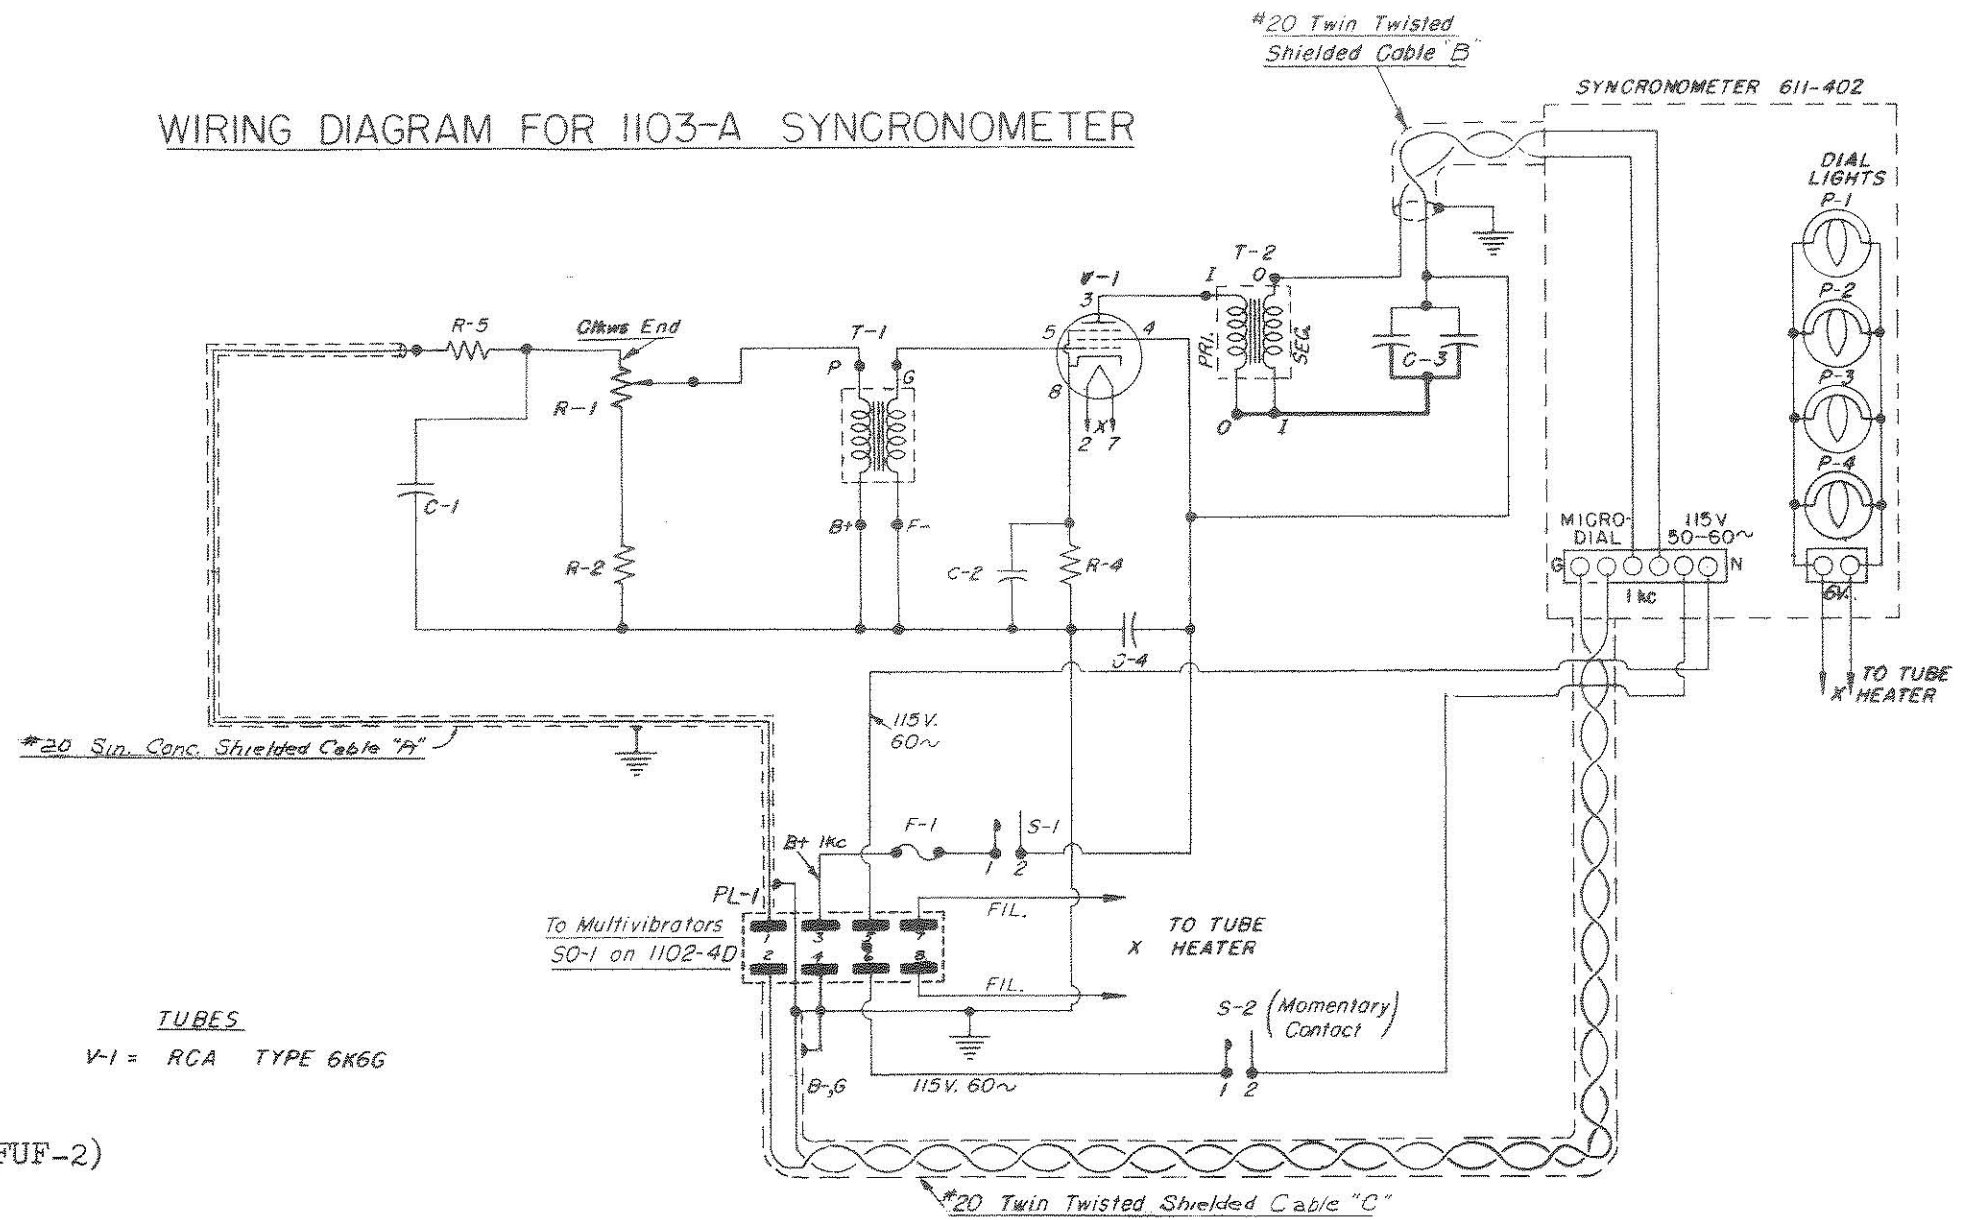 #20 Twin Twisted
Shielded Cable "B"
SYNCRONOMETER 611-402
WIRING DIAGRAM FOR 1103-A SYNCRONOMETER
DIAL
LIGHTS
P-1
P-2
P-3
P-4
T-2
I
O
PRI.
SEC.
O
I
C-3
V-1
3
5
4
8
X
2
7
R-5
Clkws End
R-1
T-1
P
G
C-1
R-2
B+
F-
C-2
R-4
C-4
MICRO-
DIAL
115V
50-60~
G
N
1 kc
6V.
X
TO TUBE
HEATER
#20 Sin. Conc. Shielded Cable "A"
115V.
60~
B+ 1kc
F-1
S-1
1
2
PL-1
To Multivibrators
SO-1 on 1102-4D
1
3
5
7
2
4
6
8
FIL.
FIL.
X
TO TUBE
HEATER
S-2 (Momentary
Contact)
1
2
B-,G
115V. 60~
TUBES
V-1 = RCA TYPE 6K6G
FUF-2)
#20 Twin Twisted Shielded Cable "C"